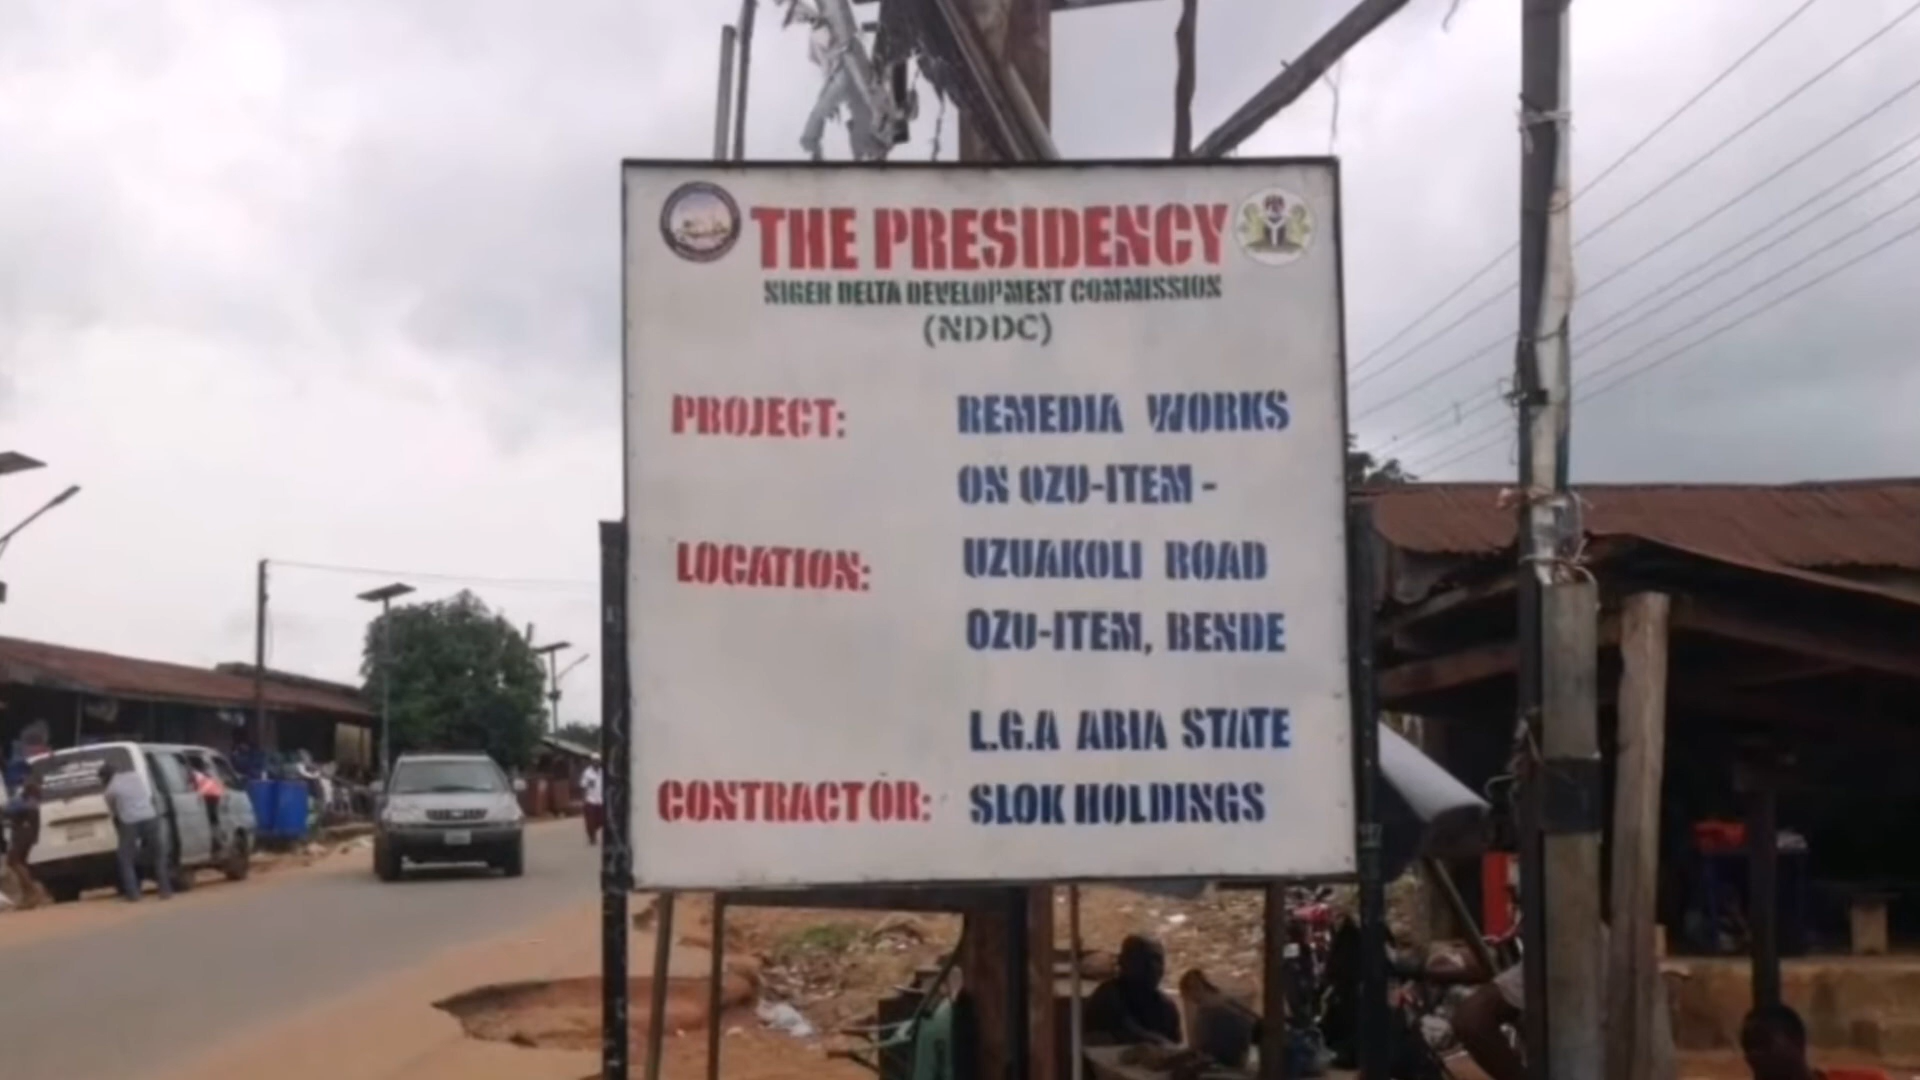 THE PRESIDENCY
NIGER DELTA DEVELOPMENT COMMISSION
(NDDC)
PROJECT: REMEDIA WORKS
ON OZU-ITEM -
LOCATION: UZUAKOLI ROAD
OZU-ITEM, BENDE
L.G.A ABIA STATE
CONTRACTOR: SLOK HOLDINGS